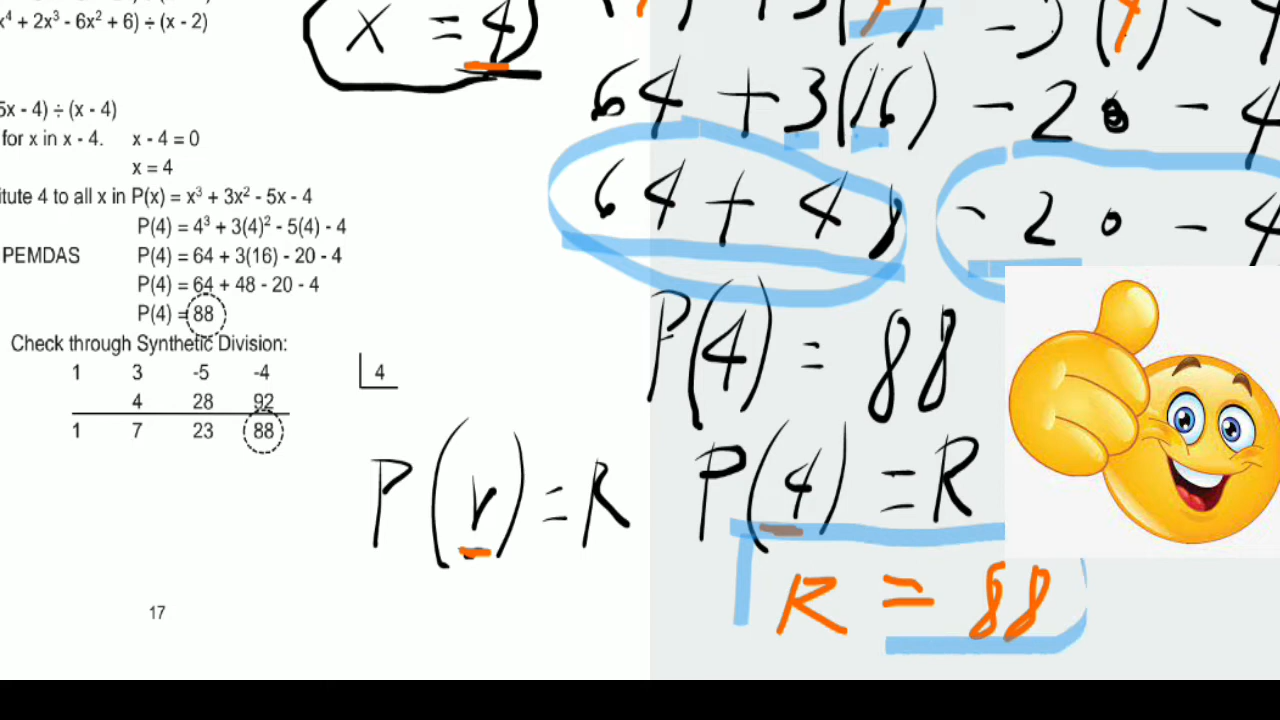 x⁴ + 2x³ - 6x² + 6) ÷ (x - 2)
5x - 4) ÷ (x - 4)
for x in x - 4. x - 4 = 0
x = 4
itute 4 to all x in P(x) = x³ + 3x² - 5x - 4
P(4) = 4³ + 3(4)² - 5(4) - 4
PEMDAS P(4) = 64 + 3(16) - 20 - 4
P(4) = 64 + 48 - 20 - 4
P(4) = 88
Check through Synthetic Division:
1 3 -5 -4 4
4 28 92
1 7 23 88
17
x = 4
P(r) = R
64 + 3(16) - 20 - 4
64 + 48 - 20 - 4
P(4) = 88
P(4) = R
R = 88